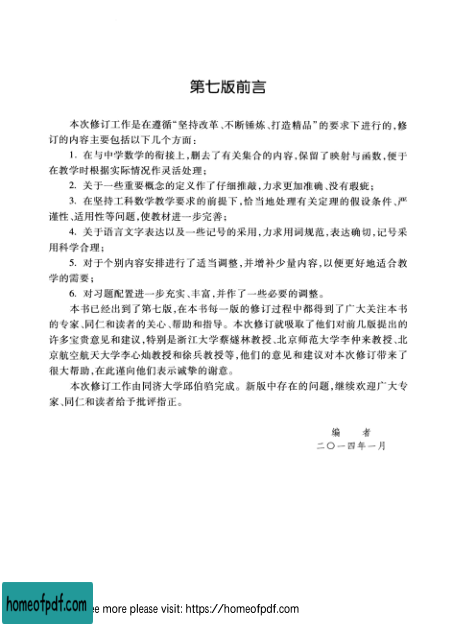 第七版前言
本次修订工作是在遵循“坚持改革、不断锤炼、打造精品”的要求下进行的,修
订的内容主要包括以下几个方面:
1. 在与中学数学的衔接上,删去了有关集合的内容,保留了映射与函数,便于
在教学时根据实际情况作灵活处理;
2. 关于一些重要概念的定义作了仔细推敲,力求更加准确、没有瑕疵;
3. 在坚持工科数学教学要求的前提下,恰当地处理有关定理的假设条件、严
谨性、适用性等问题,使教材进一步完善;
4. 关于语言文字表达以及一些记号的采用,力求用词规范,表达确切,记号采
用科学合理;
5. 对于个别内容安排进行了适当调整,并增补少量内容,以便更好地适合教
学的需要;
6. 对习题配置进一步充实、丰富,并作了一些必要的调整。
本书已经出到了第七版,在本书每一版的修订过程中都得到了广大关注本书
的专家、同仁和读者的关心、帮助和指导。本次修订就吸取了他们对前几版提出的
许多宝贵意见和建议,特别是浙江大学蔡燧林教授、北京师范大学李仲来教授、北
京航空航天大学李心灿教授和徐兵教授等,他们的意见和建议对本次修订带来了
很大帮助,在此谨向他们表示诚挚的谢意。
本次修订工作由同济大学邱伯驺完成。新版中存在的问题,继续欢迎广大专
家、同仁和读者给予批评指正。
编 者
二〇一四年一月
homeofpdf.com
ee more please visit: https://homeofpdf.com